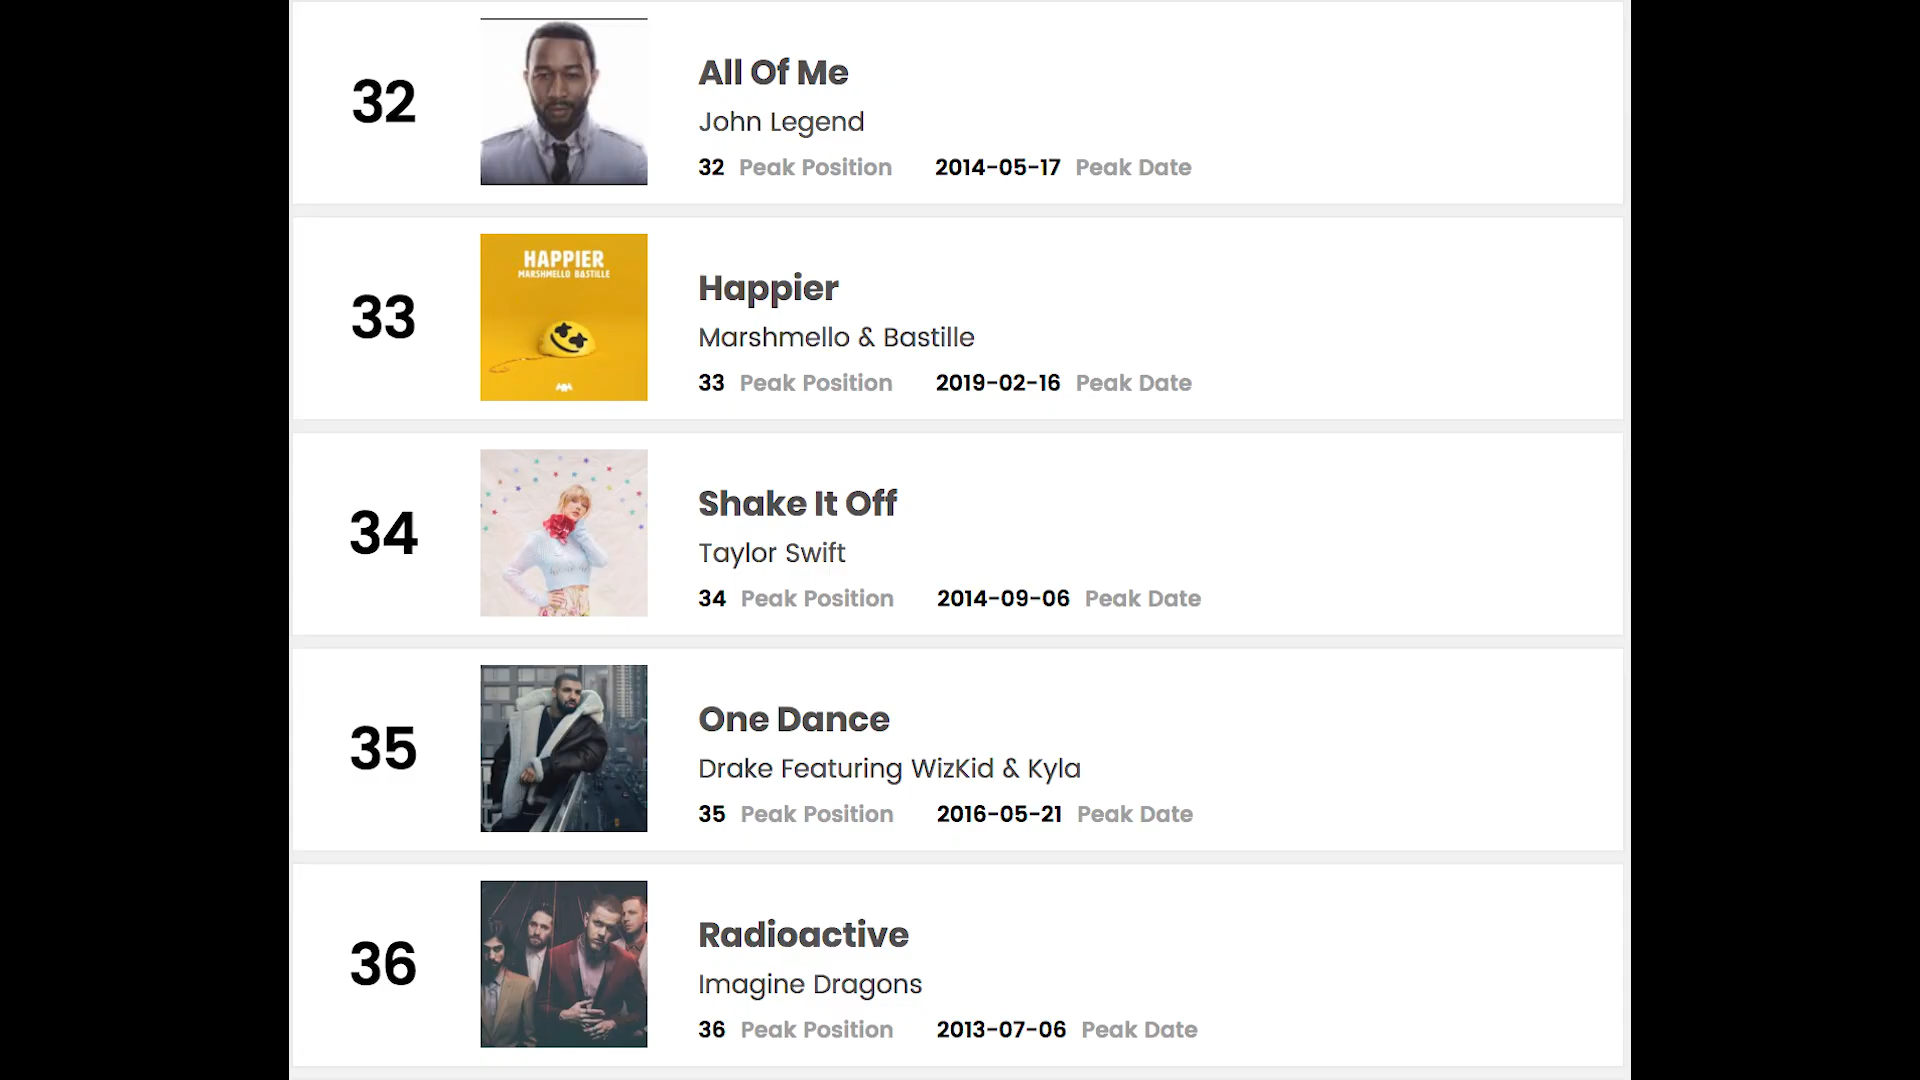 32
All Of Me
John Legend
32 Peak Position 2014-05-17 Peak Date
33
HAPPIER
MARSHMELLO BASTILLE
Happier
Marshmello & Bastille
33 Peak Position 2019-02-16 Peak Date
34
Shake It Off
Taylor Swift
34 Peak Position 2014-09-06 Peak Date
35
One Dance
Drake Featuring WizKid & Kyla
35 Peak Position 2016-05-21 Peak Date
36
Radioactive
Imagine Dragons
36 Peak Position 2013-07-06 Peak Date